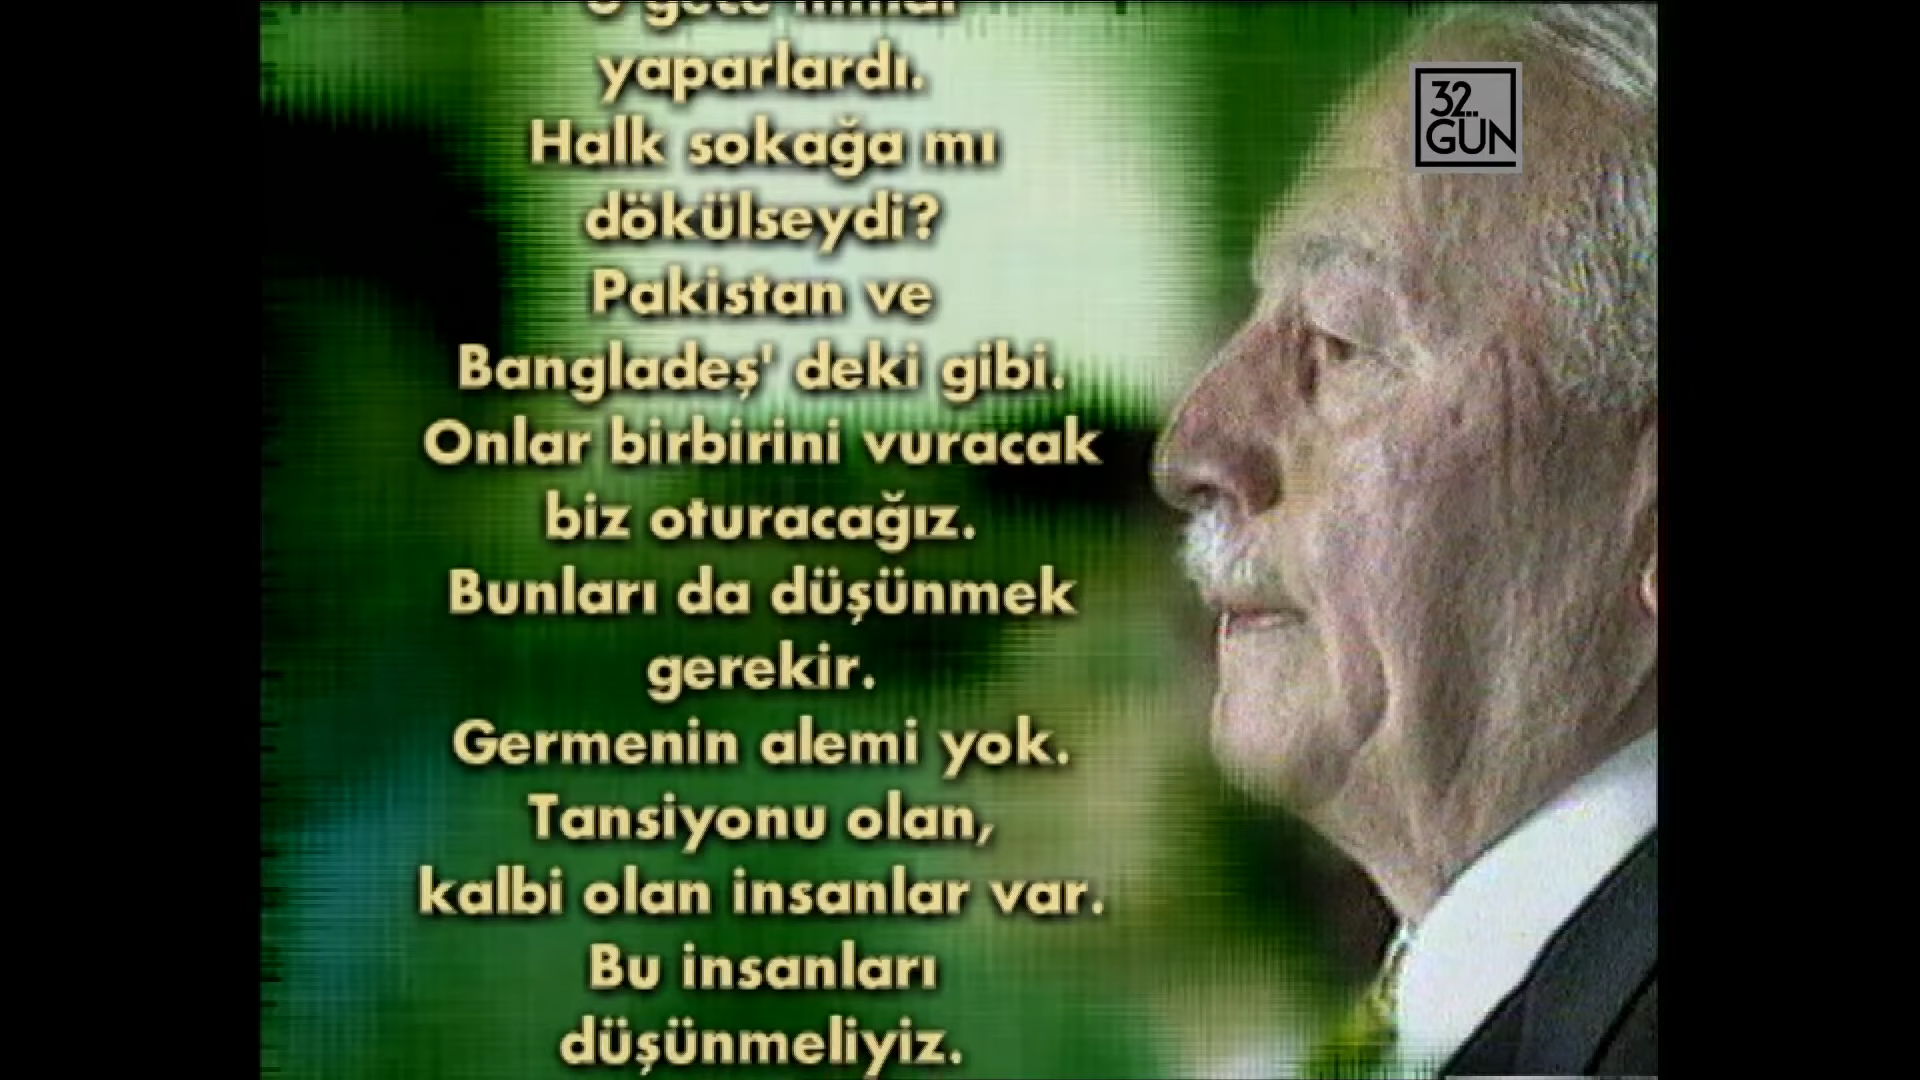 yaparlardı.
Halk sokağa mı
dökülseydi?
Pakistan ve
Bangladeş' deki gibi.
Onlar birbirini vuracak
biz oturacağız.
Bunları da düşünmek
gerekir.
Germenin alemi yok.
Tansiyonu olan,
kalbi olan insanlar var.
Bu insanları
düşünmeliyiz.
32.
GÜN